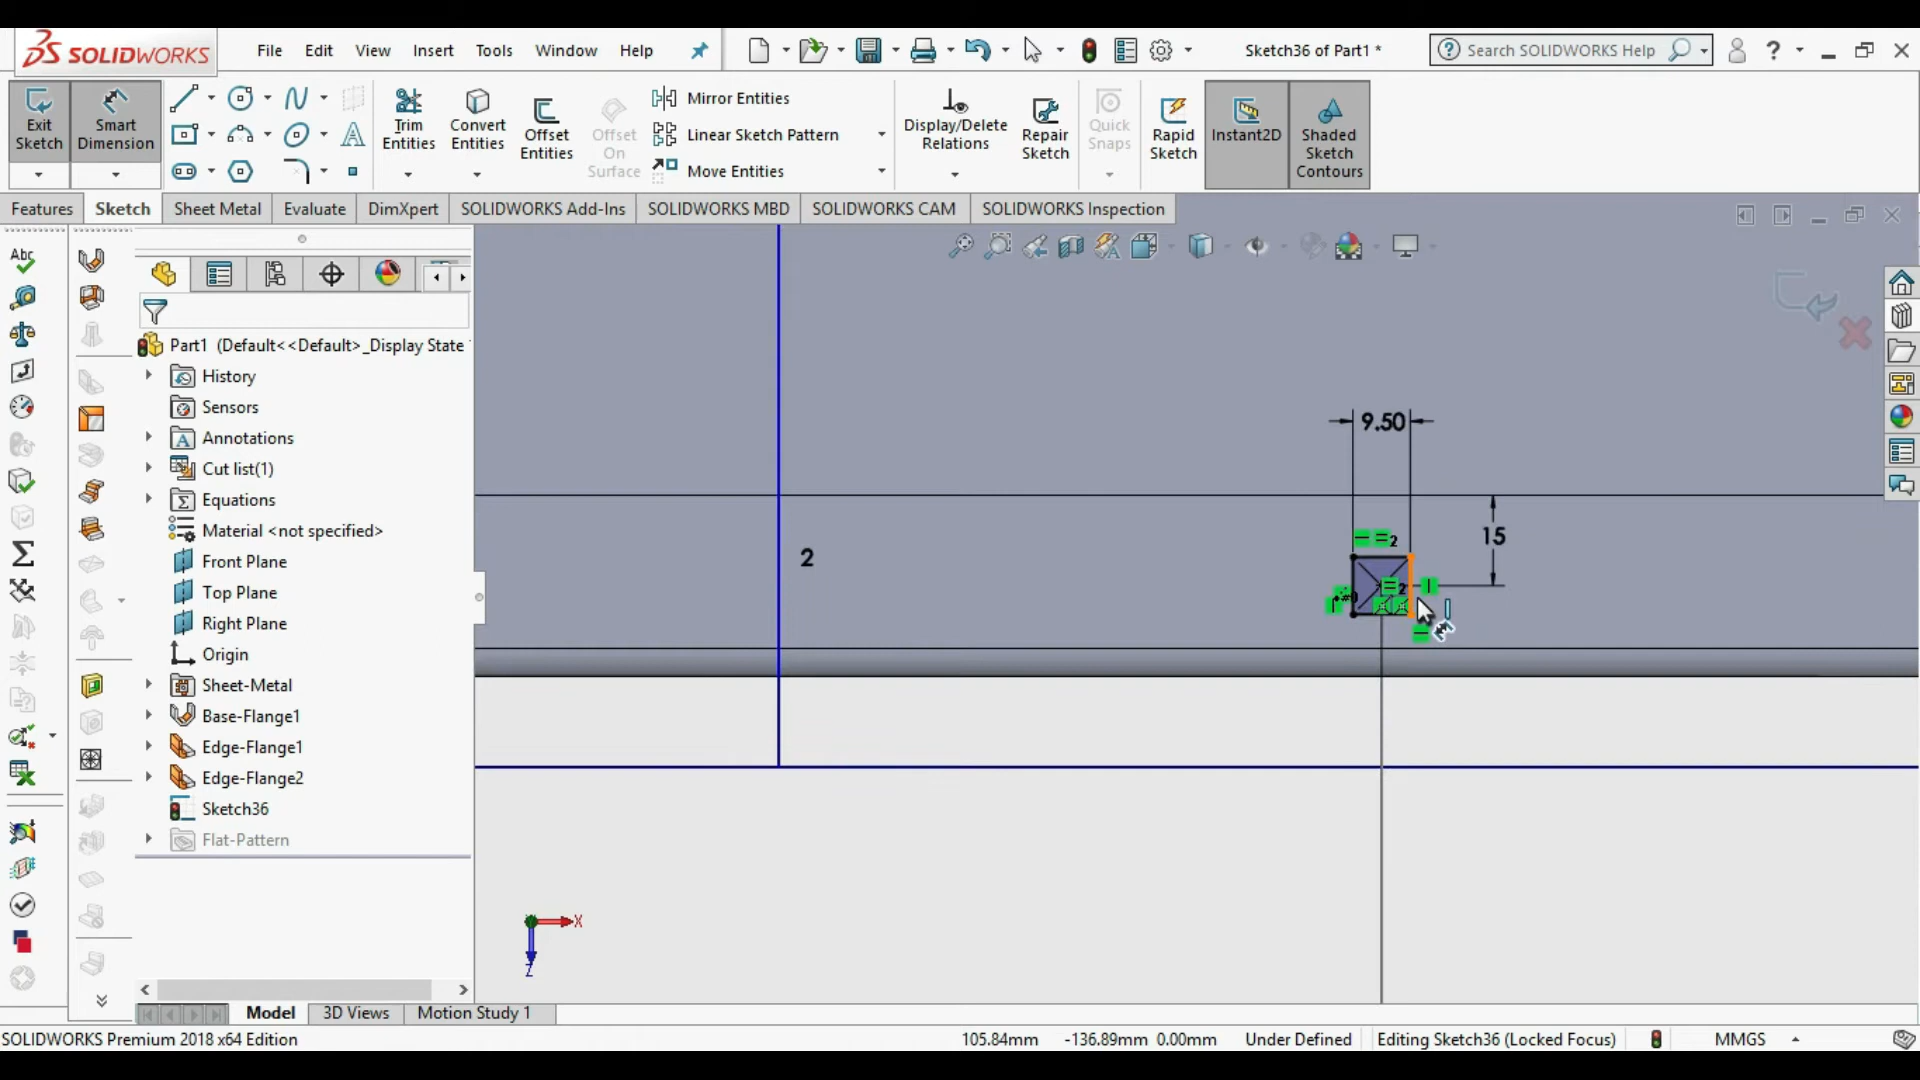 SOLIDWORKS
File Edit View Insert Tools Window Help
Sketch36 of Part1 *
Search SOLIDWORKS Help
Exit Sketch
Smart Dimension
Trim Entities
Convert Entities
Offset Entities
Offset On Surface
Mirror Entities
Linear Sketch Pattern
Move Entities
Display/Delete Relations
Repair Sketch
Quick Snaps
Rapid Sketch
Instant2D
Shaded Sketch Contours
Features Sketch Sheet Metal Evaluate DimXpert SOLIDWORKS Add-Ins SOLIDWORKS MBD SOLIDWORKS CAM SOLIDWORKS Inspection
Abc
Part1 (Default<<Default>_Display State
History
Sensors
Annotations
Cut list(1)
Equations
Material <not specified>
Front Plane
Top Plane
Right Plane
Origin
Sheet-Metal
Base-Flange1
Edge-Flange1
Edge-Flange2
Sketch36
Flat-Pattern
9.50
15
2
2
2
X
Z
Model 3D Views Motion Study 1
SOLIDWORKS Premium 2018 x64 Edition
105.84mm -136.89mm 0.00mm Under Defined Editing Sketch36 (Locked Focus) MMGS